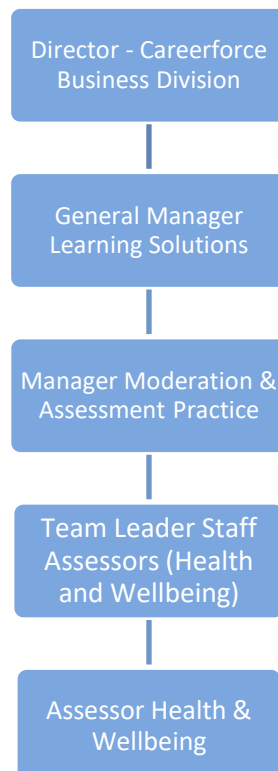 Director - Careerforce
Business Division
General Manager
Learning Solutions
Manager Moderation &
Assessment Practice
Team Leader Staff
Assessors (Health
and Wellbeing)
Assessor Health &
Wellbeing